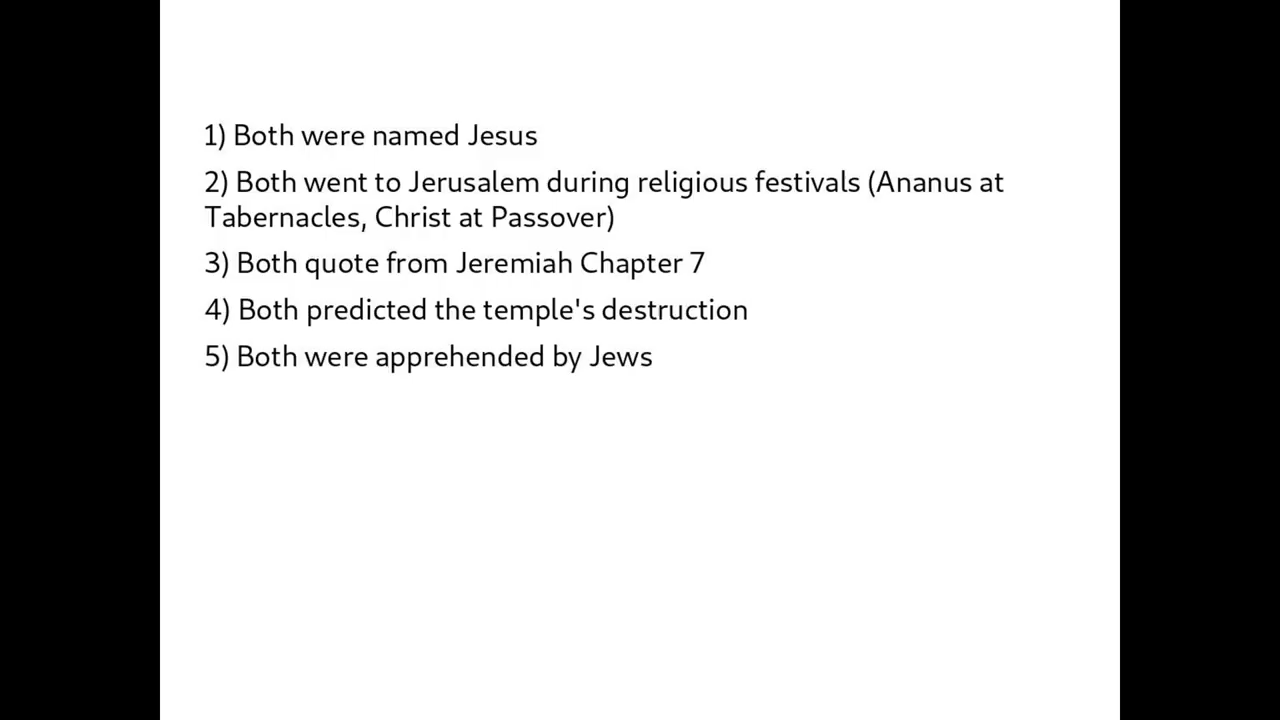 1) Both were named Jesus
2) Both went to Jerusalem during religious festivals (Ananus at
Tabernacles, Christ at Passover)
3) Both quote from Jeremiah Chapter 7
4) Both predicted the temple's destruction
5) Both were apprehended by Jews